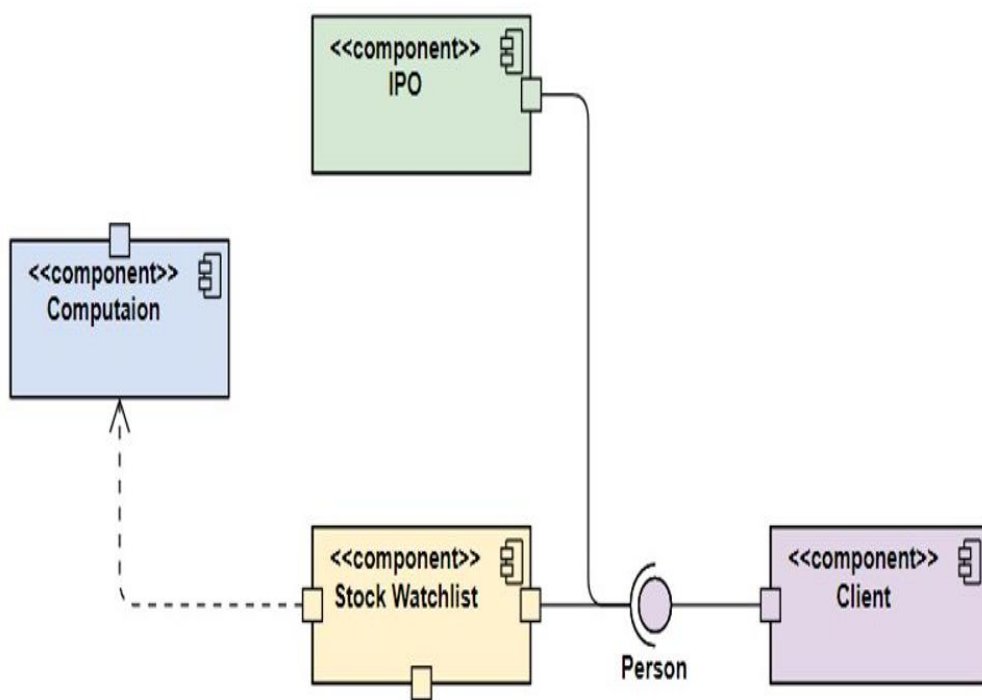 <<component>>
IPO
<<component>>
Computaion
<<component>>
Stock Watchlist
<<component>>
Client
Person